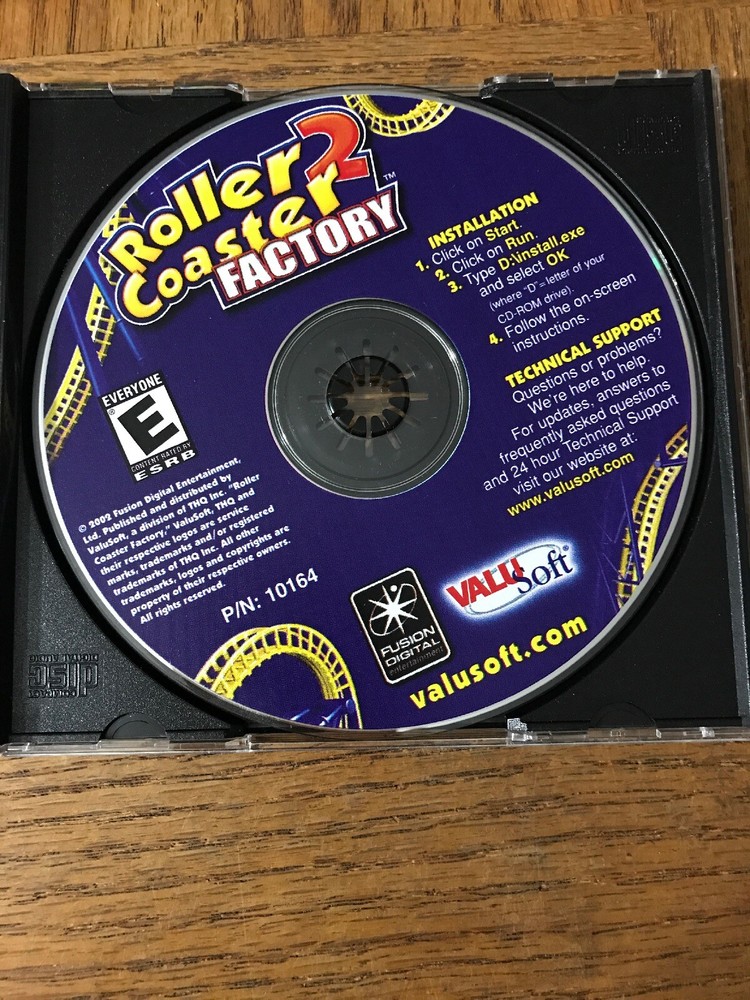 Roller 2
Coaster
FACTORY™
INSTALLATION
1. Click on Start.
2. Click on Run.
3. Type D:\install.exe
and select OK
(where "D" = letter of your
CD-ROM drive).
4. Follow the on-screen
instructions.
TECHNICAL SUPPORT
Questions or problems?
We're here to help.
For updates, answers to
frequently asked questions
and 24 hour Technical Support
visit our website at:
www.valusoft.com
EVERYONE
E
®
CONTENT RATED BY
ESRB
© 2002 Fusion Digital Entertainment,
Ltd. Published and distributed by
ValuSoft, a division of THQ Inc. "Roller
Coaster Factory," ValuSoft, THQ and
their respective logos are service
marks, trademarks and/or registered
trademarks of THQ Inc. All other
trademarks, logos and copyrights are
property of their respective owners.
All rights reserved.
P/N: 10164
FUSION
DIGITAL
entertainment
VALUSoft®
valusoft.com
disc